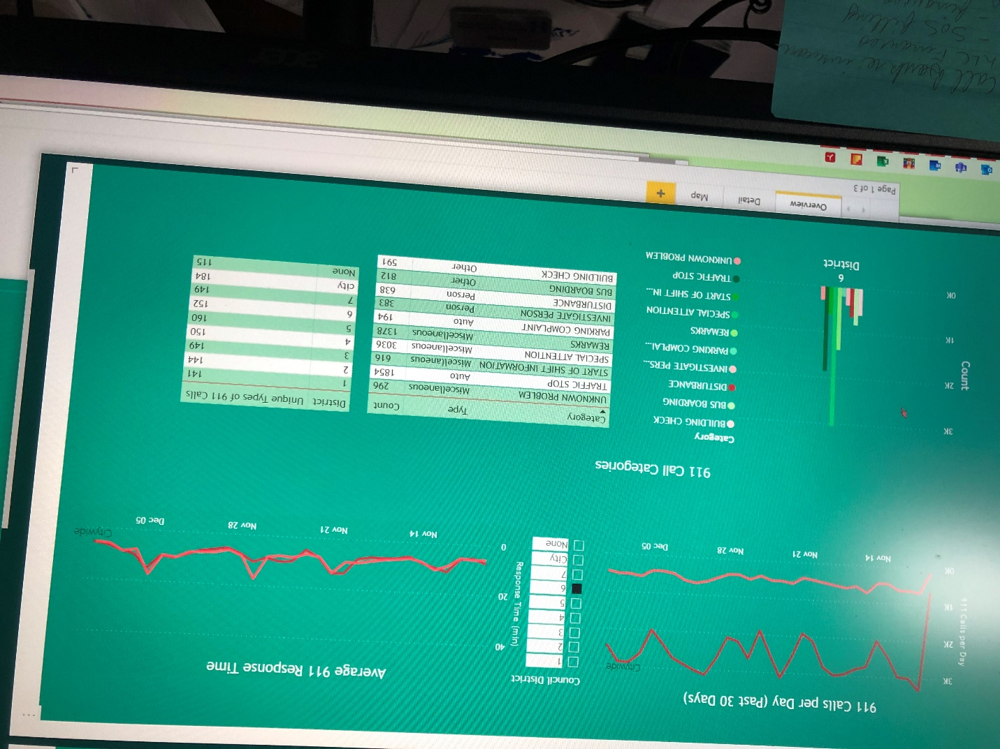 911 Calls per Day (Past 30 Days)
911 Calls per Day
3K
2K
1K
0K
Citywide
Nov 14
Nov 21
Nov 28
Dec 05
Council District
1
2
3
4
5
6
7
City
None
Average 911 Response Time
Response Time (min)
40
20
0
Nov 14
Nov 21
Nov 28
Dec 05
Citywide
911 Call Categories
Count
3K
2K
1K
0K
6
District
Category
BUILDING CHECK
BUS BOARDING
DISTURBANCE
INVESTIGATE PERS...
PARKING COMPLAI...
REMARKS
SPECIAL ATTENTION
START OF SHIFT IN...
TRAFFIC STOP
UNKNOWN PROBLEM
Category Type Count
UNKNOWN PROBLEM Miscellaneous 296
TRAFFIC STOP Auto 1854
START OF SHIFT INFORMATION Miscellaneous 616
SPECIAL ATTENTION Miscellaneous 3036
REMARKS Miscellaneous 1378
PARKING COMPLAINT Auto 194
INVESTIGATE PERSON Person 383
DISTURBANCE Person 638
BUS BOARDING Other 812
BUILDING CHECK Other 591
District Unique Types of 911 Calls
1 141
2 144
3 149
4 150
5 160
6 152
7 149
city 184
None 115
Page 1 of 3
Overview
Detail
Map
Call
Finances
- SoS filing